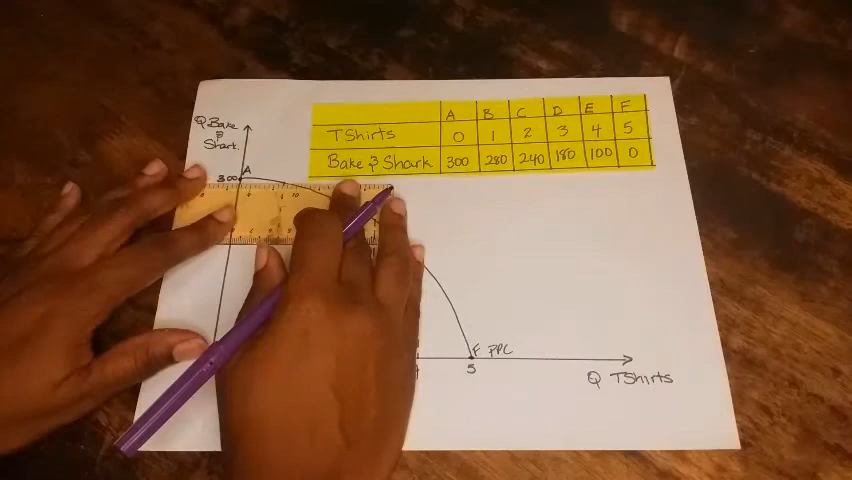 Q Bake
&
Shark.
A B C D E F
TShirts 0 1 2 3 4 5
Bake & Shark 300 280 240 180 100 0
300 A
F PPC
5
Q TShirts